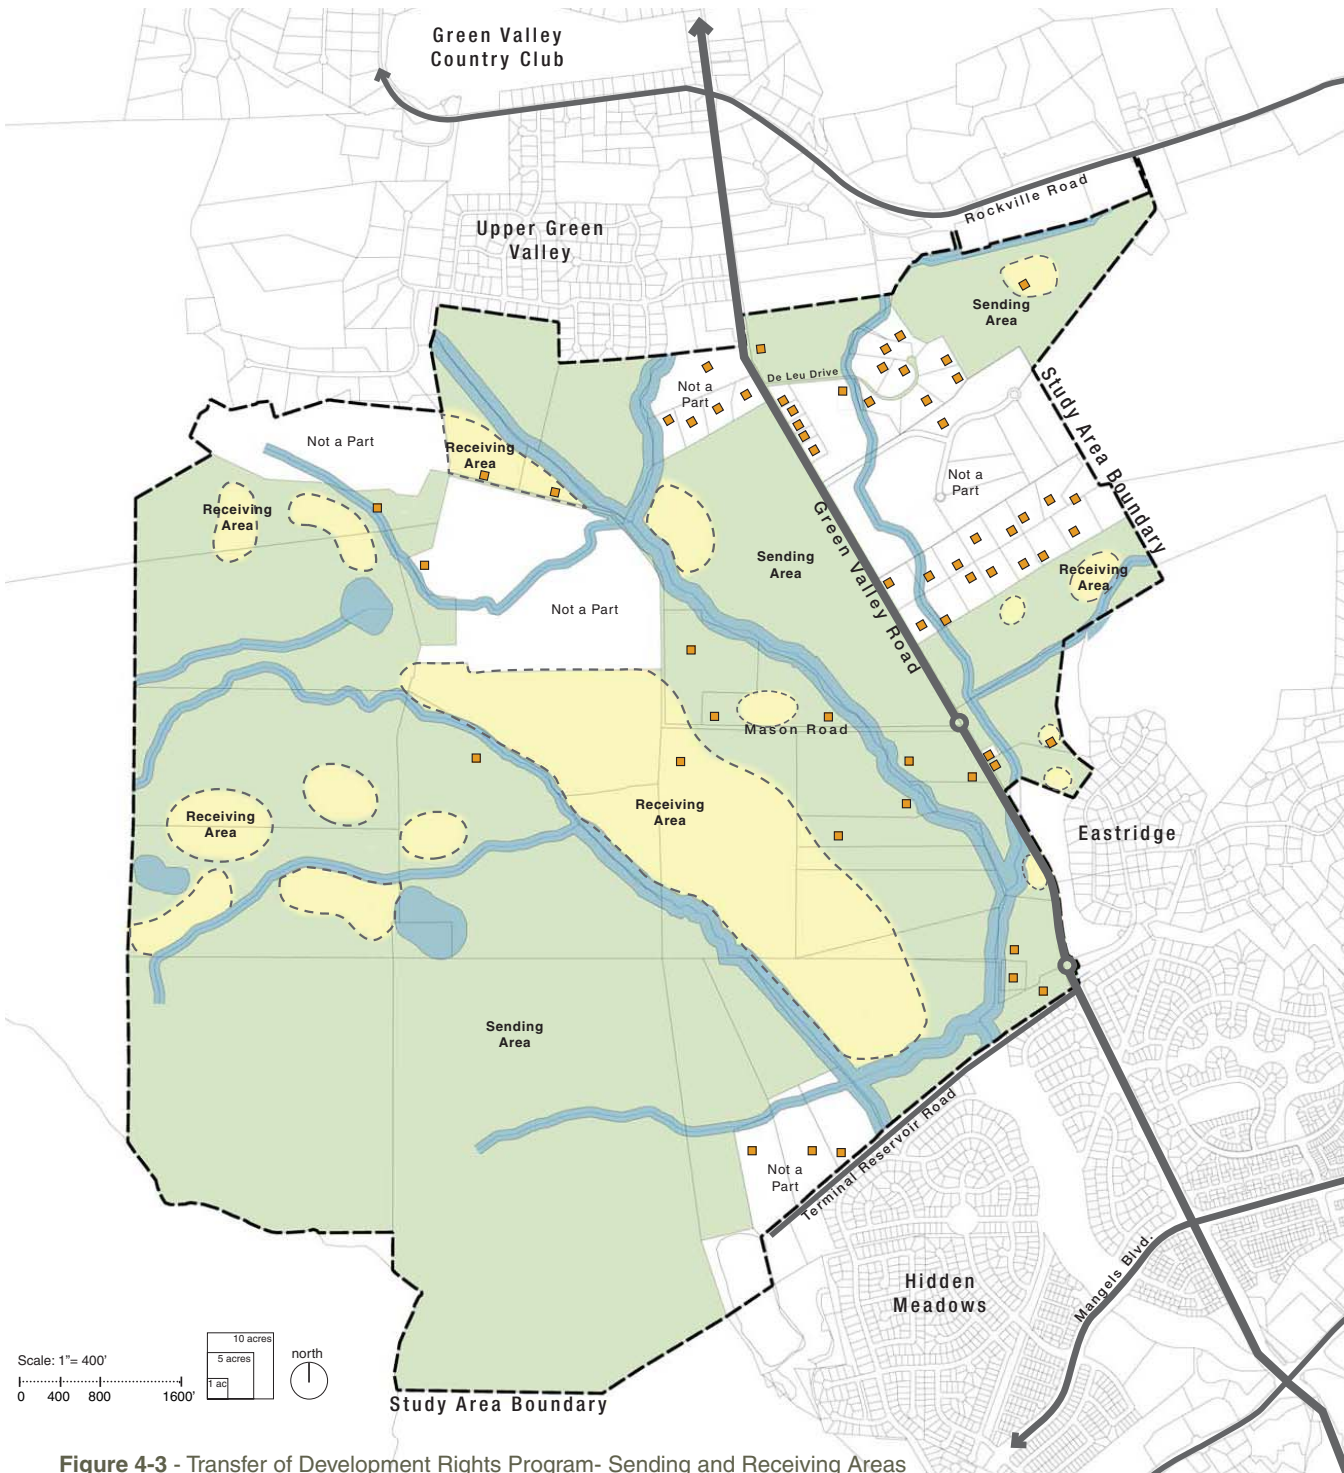 Green Valley
Country Club
Rockville Road
Upper Green
Valley
Sending
Area
De Leu Drive
Not a
Part
Study Area Boundary
Not a Part
Receiving
Area
Not a
Part
Receiving
Area
Green Valley Road
Sending
Area
Receiving
Area
Not a Part
Mason Road
Receiving
Area
Receiving
Area
Eastridge
Sending
Area
Terminal Reservoir Road
Not a
Part
Mangels Blvd.
Hidden
Meadows
10 acres
5 acres
1 ac
north
Scale: 1"= 400'
0 400 800 1600'
Study Area Boundary
Figure 4-3 - Transfer of Development Rights Program- Sending and Receiving Areas